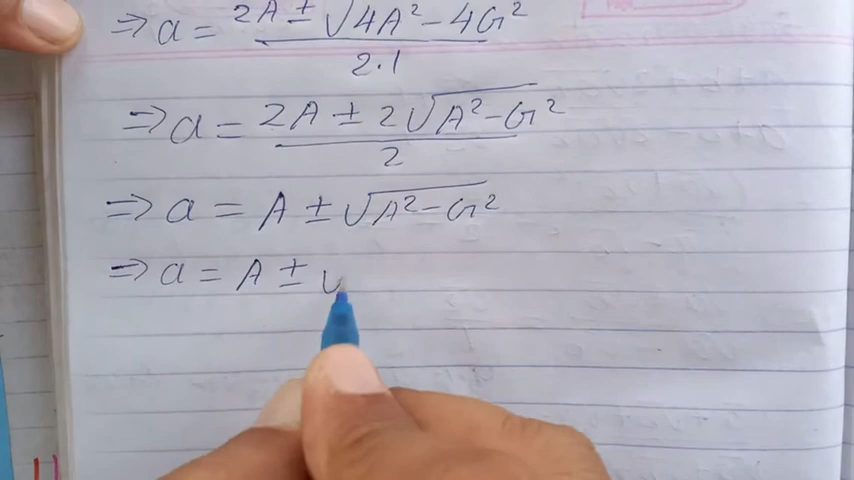 ⇒ a = 2A ± √4A² - 4G²
2.1
⇒ a = 2A ± 2√A² - G²
2
⇒ a = A ± √A² - G²
⇒ a = A ± √